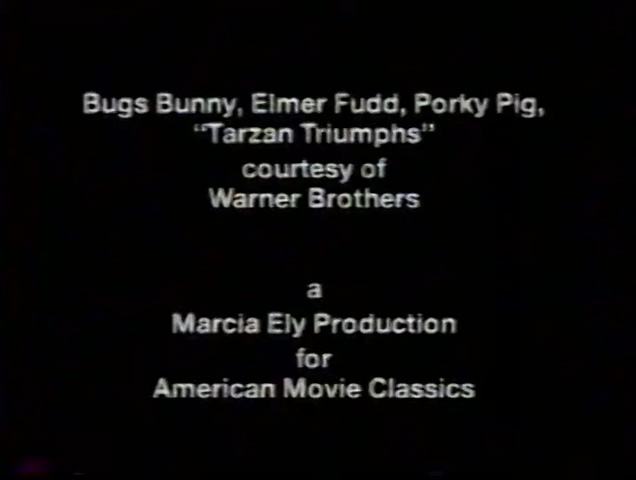 Bugs Bunny, Elmer Fudd, Porky Pig,
“Tarzan Triumphs”
courtesy of
Warner Brothers
a
Marcia Ely Production
for
American Movie Classics